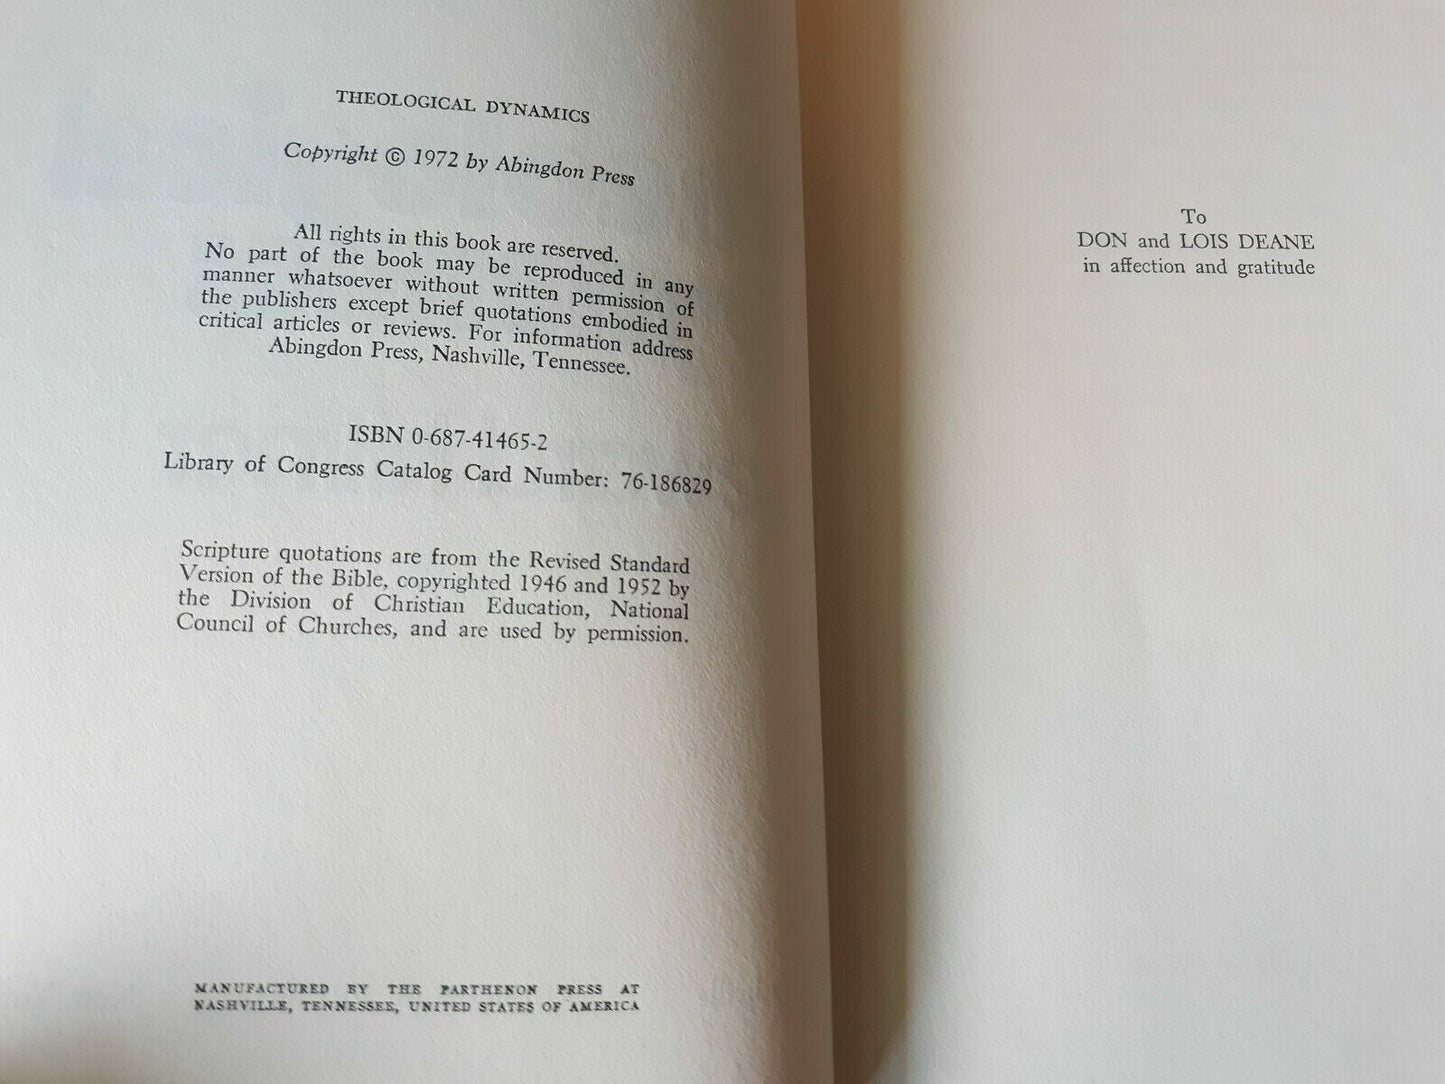 THEOLOGICAL DYNAMICS
Copyright © 1972 by Abingdon Press
All rights in this book are reserved.
No part of the book may be reproduced in any
manner whatsoever without written permission of
the publishers except brief quotations embodied in
critical articles or reviews. For information address
Abingdon Press, Nashville, Tennessee.
ISBN 0-687-41465-2
Library of Congress Catalog Card Number: 76-186829
Scripture quotations are from the Revised Standard
Version of the Bible, copyrighted 1946 and 1952 by
the Division of Christian Education, National
Council of Churches, and are used by permission.
MANUFACTURED BY THE PARTHENON PRESS AT
NASHVILLE, TENNESSEE, UNITED STATES OF AMERICA
To
DON and LOIS DEANE
in affection and gratitude